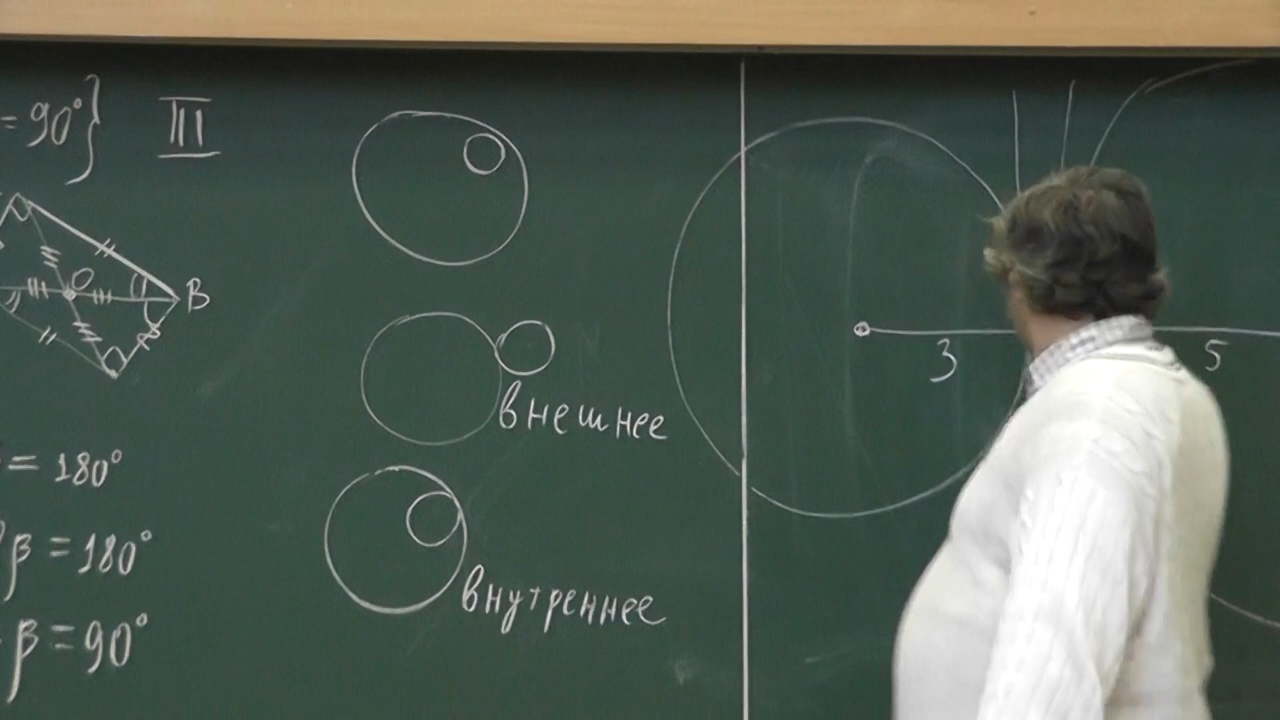 = 90°}
III
O
B
внешнее
3
5
= 180°
β = 180°
внутреннее
β = 90°